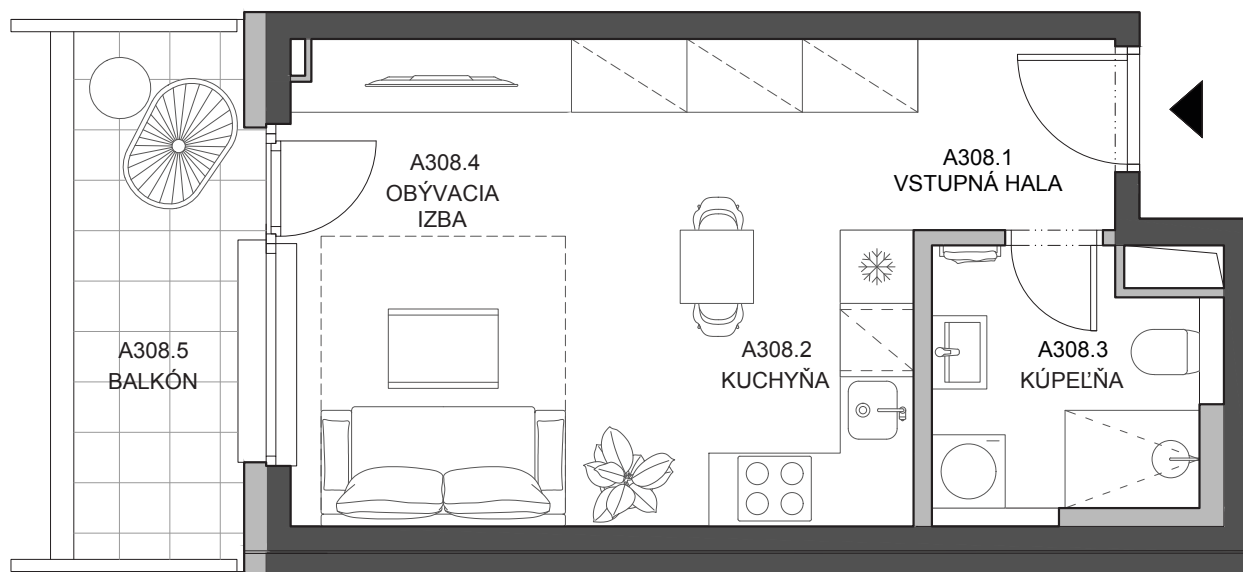 A308.4
OBÝVACIA
IZBA
A308.1
VSTUPNÁ HALA
A308.5
BALKÓN
A308.2
KUCHYŇA
A308.3
KÚPEĽŇA